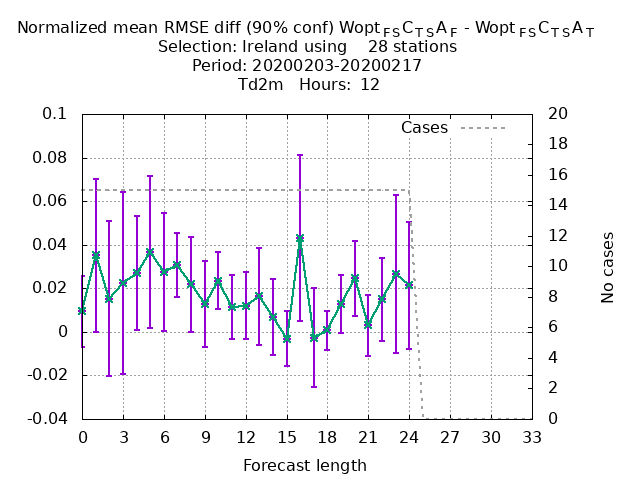 Normalized mean RMSE diff (90% conf) Wopt FS C TS A F - Wopt FS C TS A T
Selection: Ireland using 28 stations
Period: 20200203-20200217
Td2m Hours: 12
0.1
0.08
0.06
0.04
0.02
0
-0.02
-0.04
Cases
20
18
16
14
12
10
8
6
4
2
0
No cases
0 3 6 9 12 15 18 21 24 27 30 33
Forecast length